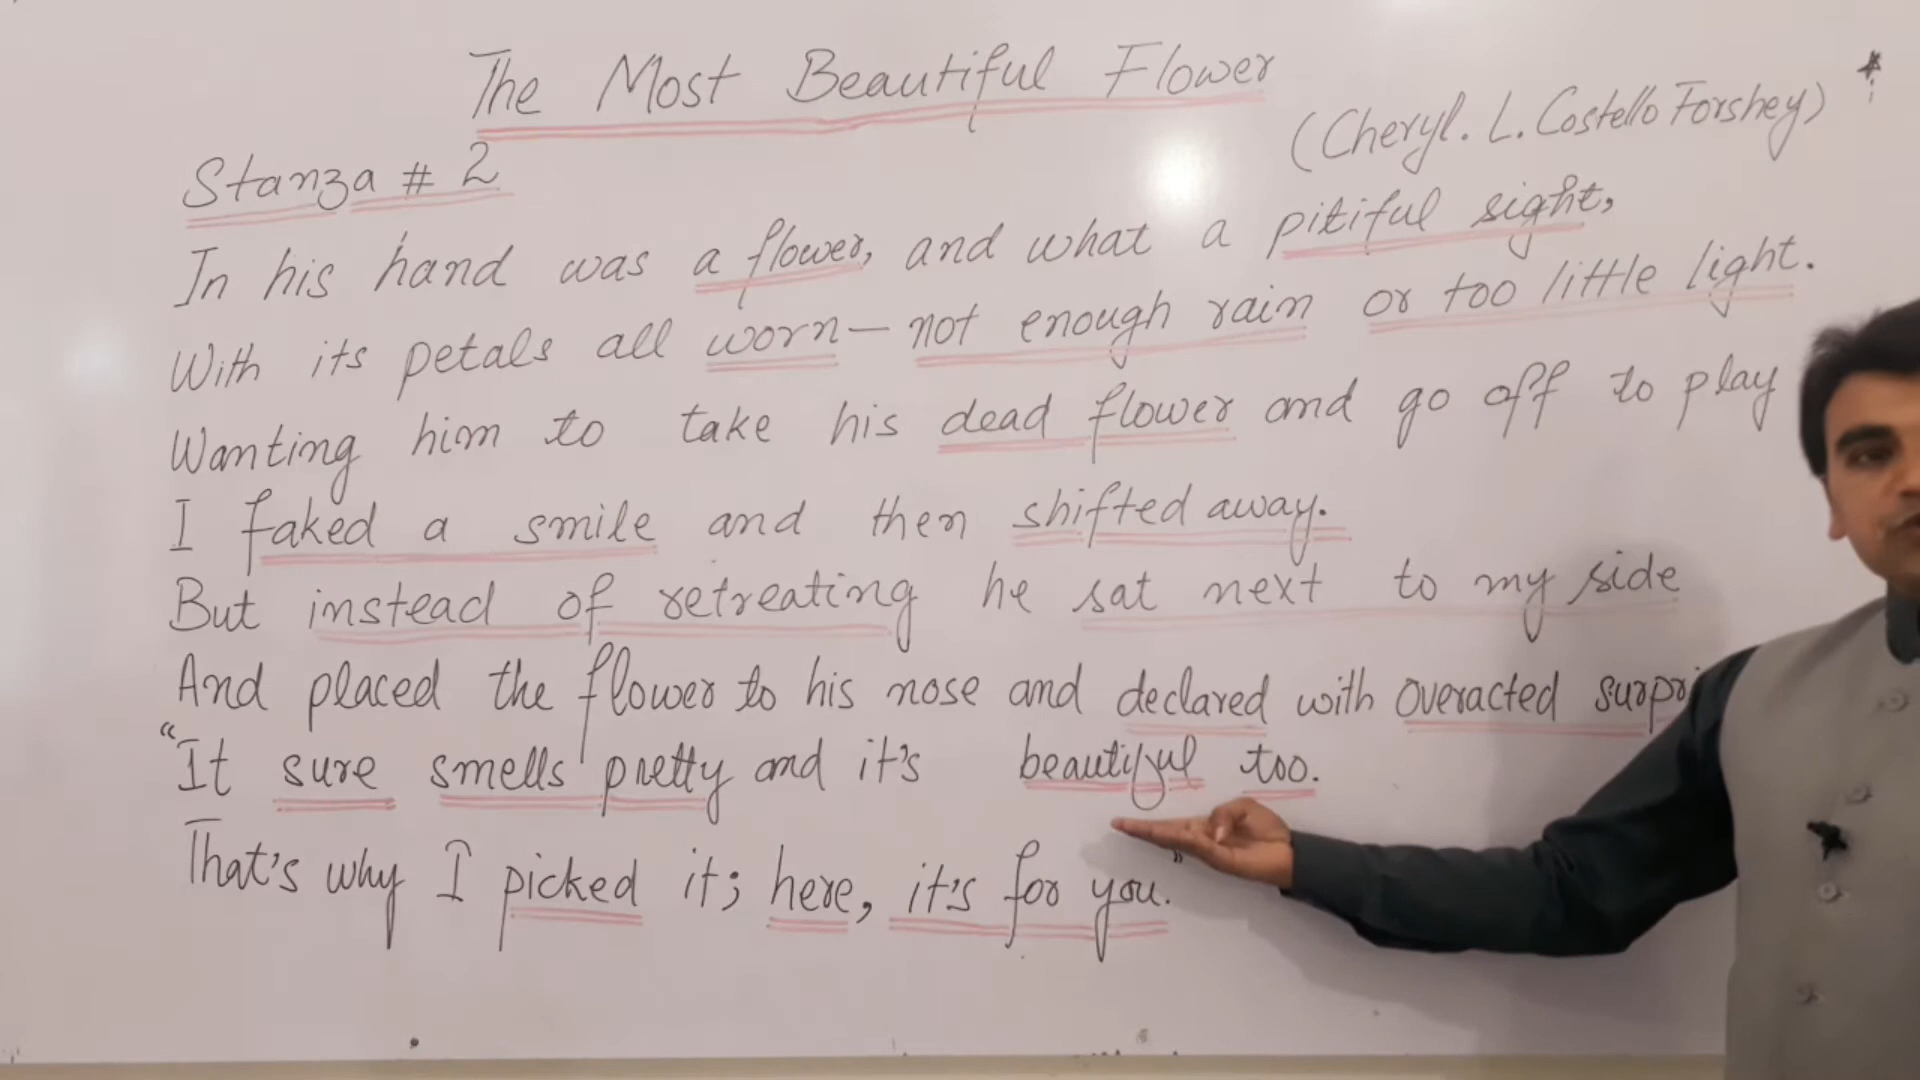 The Most Beautiful Flower
(Cheryl. L. Costello Forshey)
Stanza # 2
In his hand was a flower, and what a pitiful sight,
With its petals all worn — not enough rain or too little light.
Wanting him to take his dead flower and go off to play
I faked a smile and then shifted away.
But instead of retreating he sat next to my side
And placed the flower to his nose and declared with overacted surpri
"It sure smells pretty and it's beautiful too.
That's why I picked it; here, it's for you."